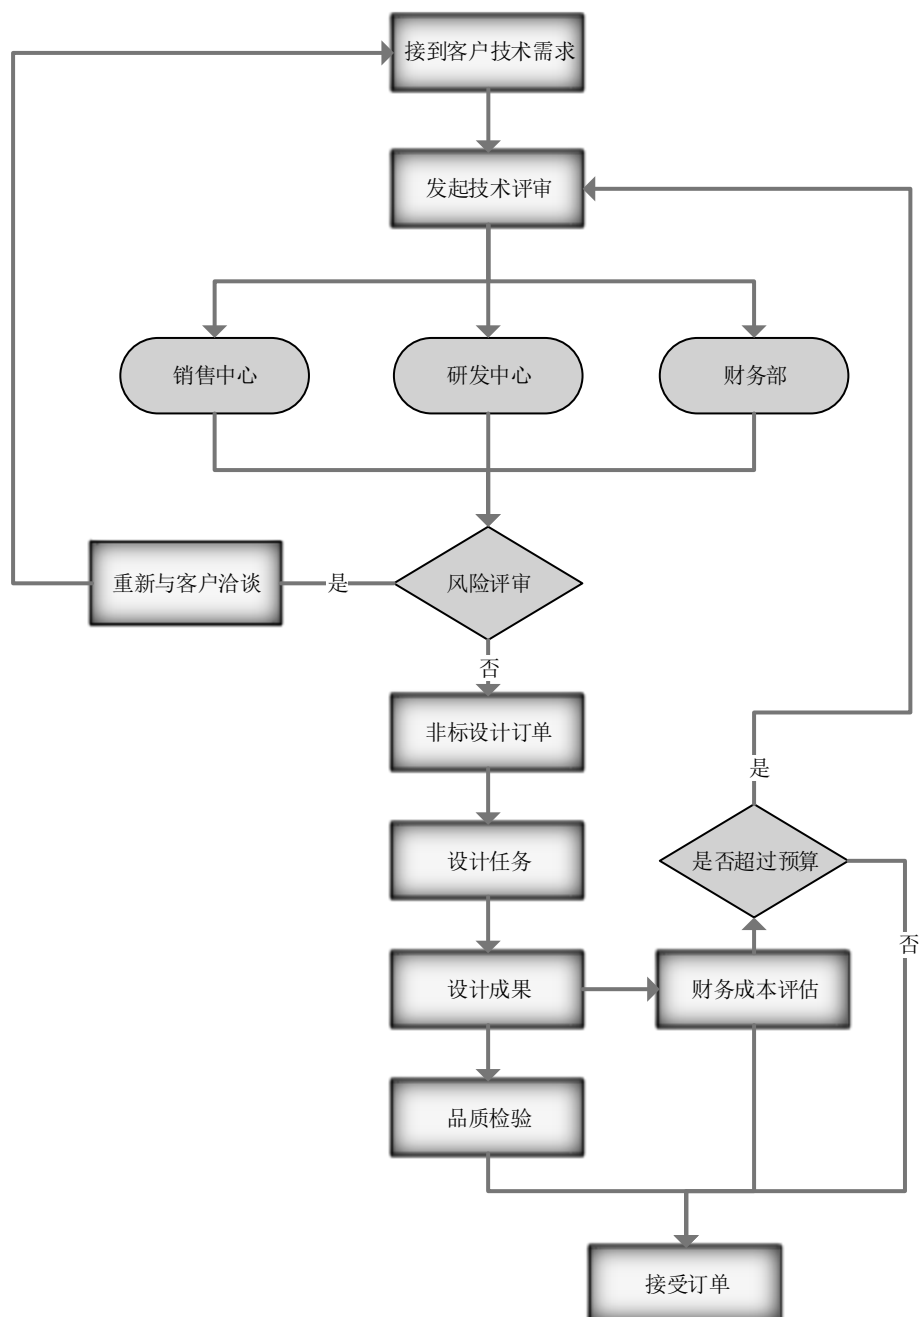 接到客户技术需求
发起技术评审
销售中心
研发中心
财务部
重新与客户洽谈
是
风险评审
否
非标设计订单
是
设计任务
是否超过预算
否
设计成果
财务成本评估
品质检验
接受订单